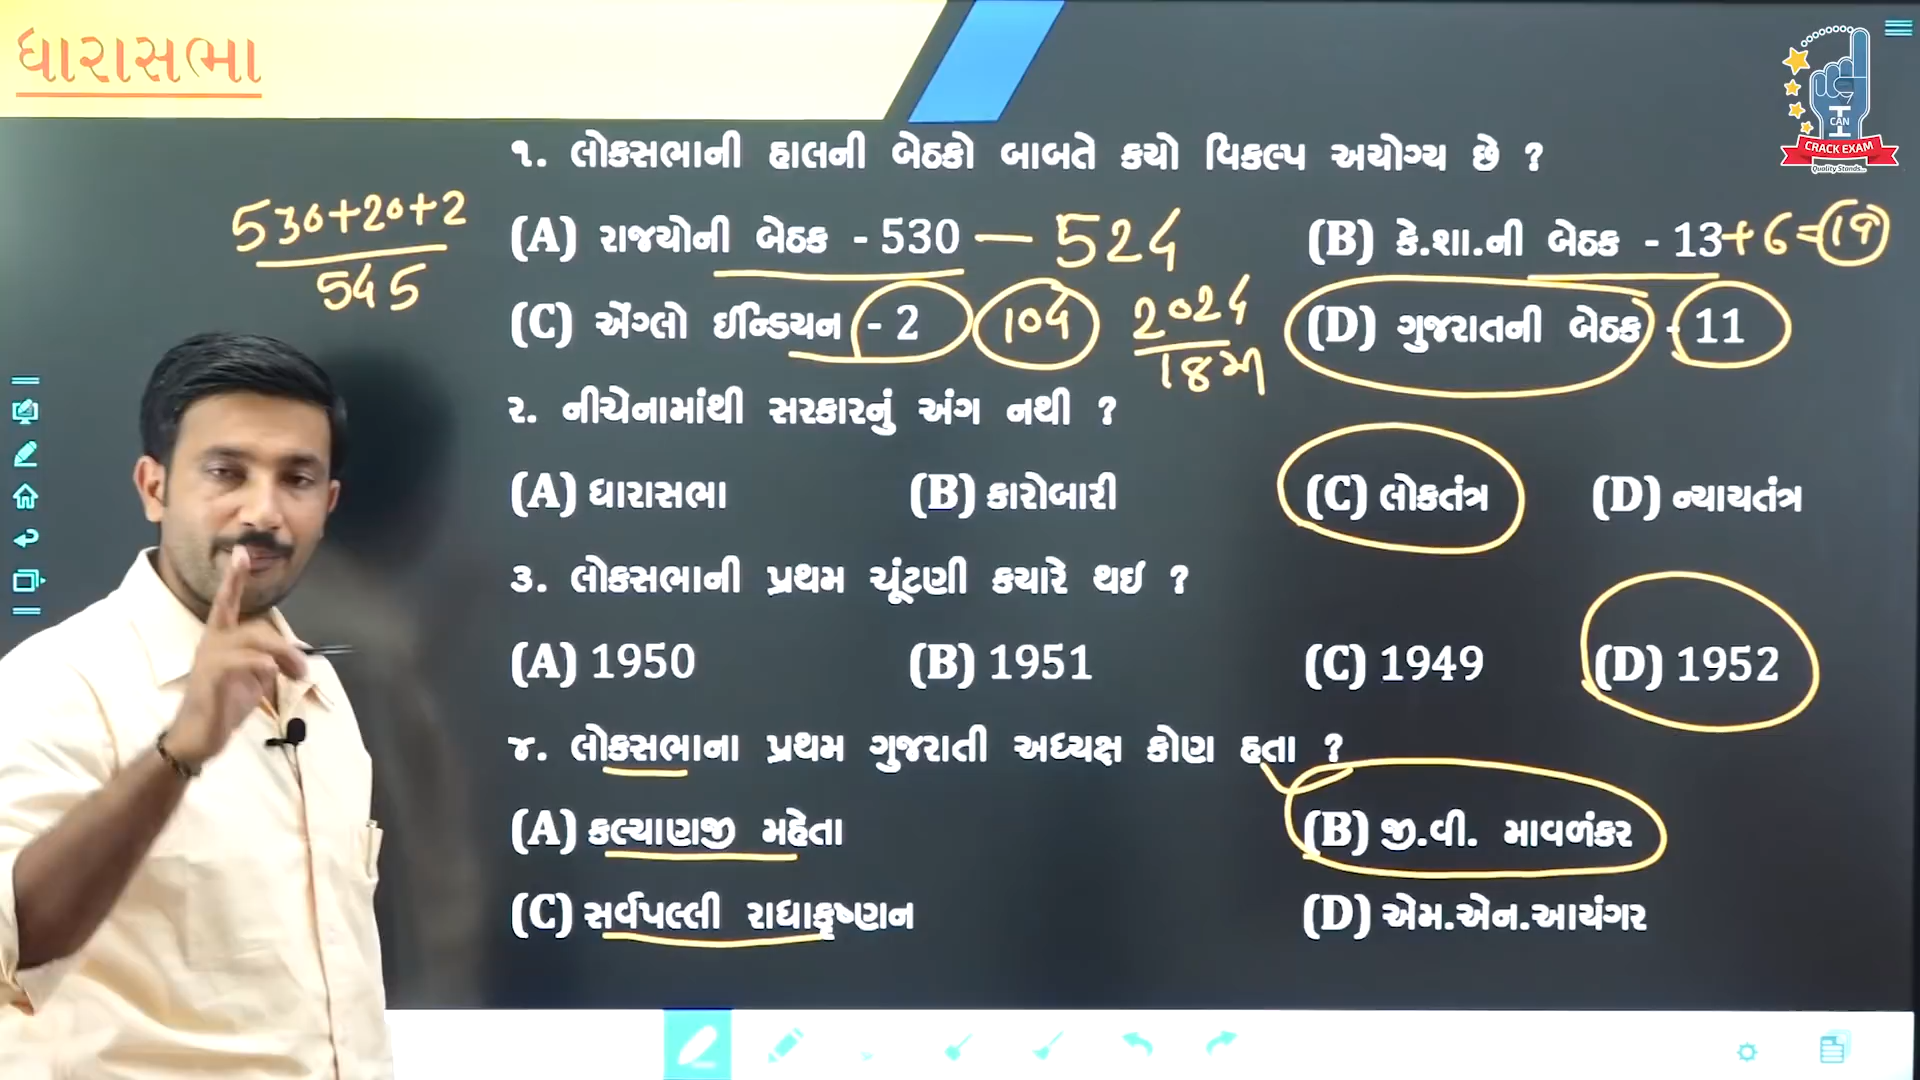 ધારાસભા
I CAN
CRACK EXAM
Quality Stands...
૧. લોકસભાની હાલની બેઠકો બાબતે કયો વિકલ્પ અયોગ્ય છે ?
530+20+2
545
(A) રાજયોની બેઠક - 530 — 524
(B) કે.શા.ની બેઠક - 13 +6=19
(C) એંગ્લો ઈન્ડિયન - 2 104
2024
18મી
(D) ગુજરાતની બેઠક - 11
ર. નીચેનામાંથી સરકારનું અંગ નથી ?
(A) ધારાસભા (B) કારોબારી (C) લોકતંત્ર (D) ન્યાયતંત્ર
૩. લોકસભાની પ્રથમ ચૂંટણી કયારે થઈ ?
(A) 1950 (B) 1951 (C) 1949 (D) 1952
૪. લોકસભાના પ્રથમ ગુજરાતી અધ્યક્ષ કોણ હતા ?
(A) કલ્યાણજી મહેતા (B) જી.વી. માવળંકર
(C) સર્વપલ્લી રાધાકૃષ્ણન (D) એમ.એન.આયંગર